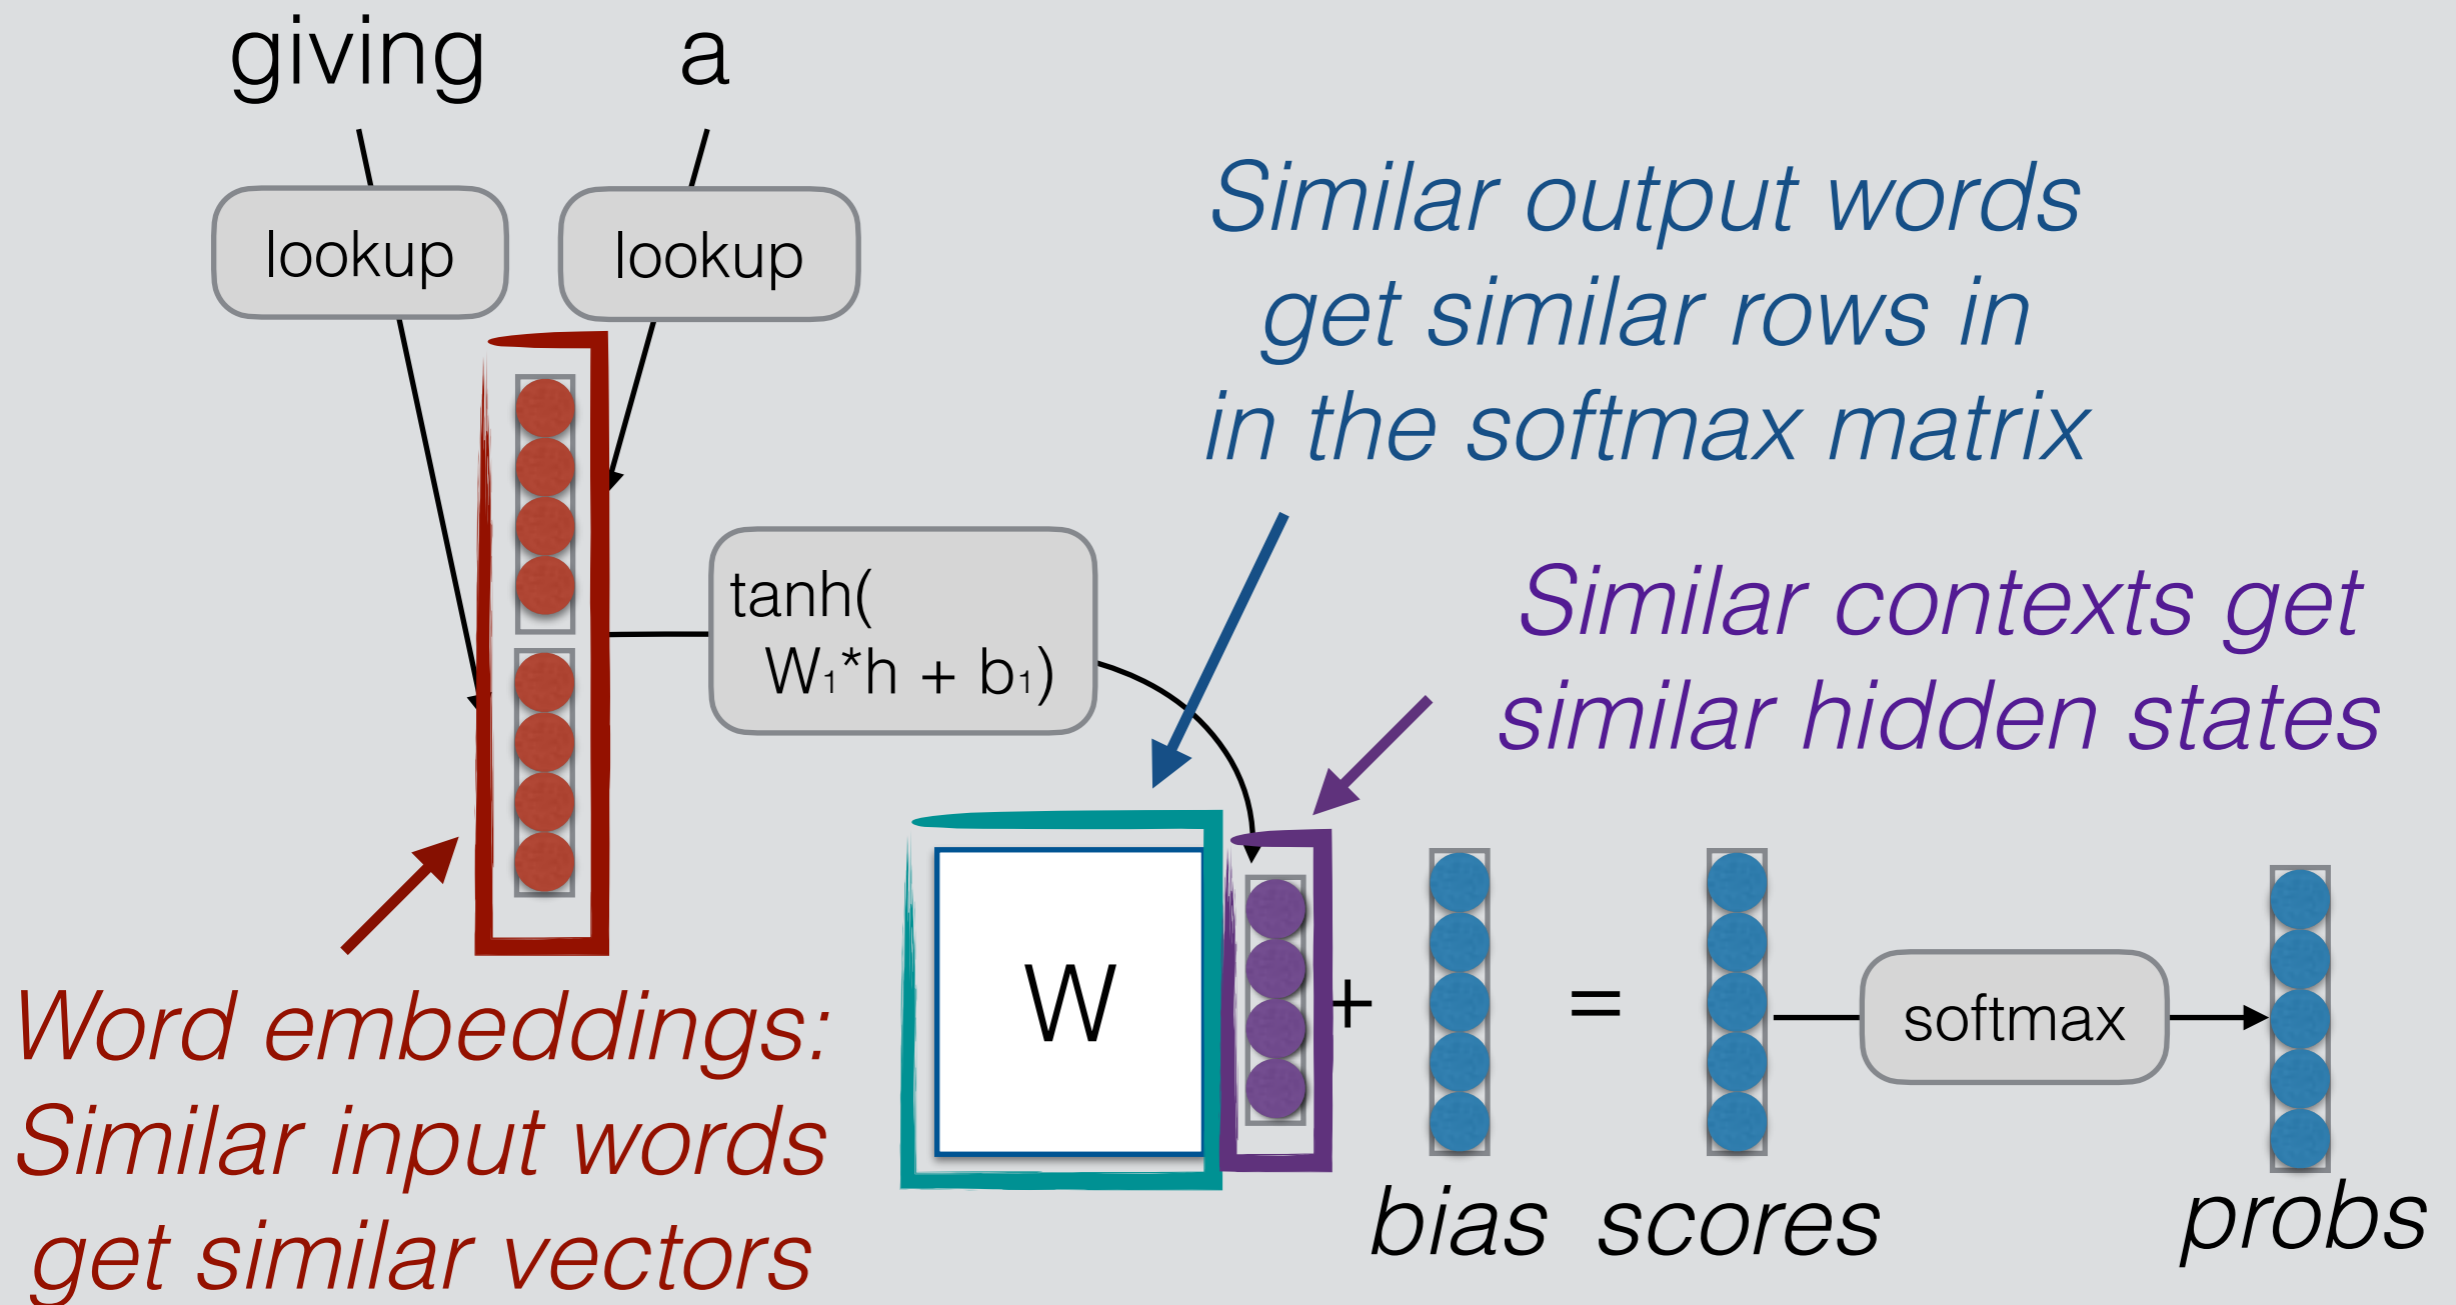 giving a
lookup lookup
Similar output words
get similar rows in
in the softmax matrix
tanh(
W₁*h + b₁)
Similar contexts get
similar hidden states
W + = softmax
Word embeddings:
Similar input words
get similar vectors
bias scores probs